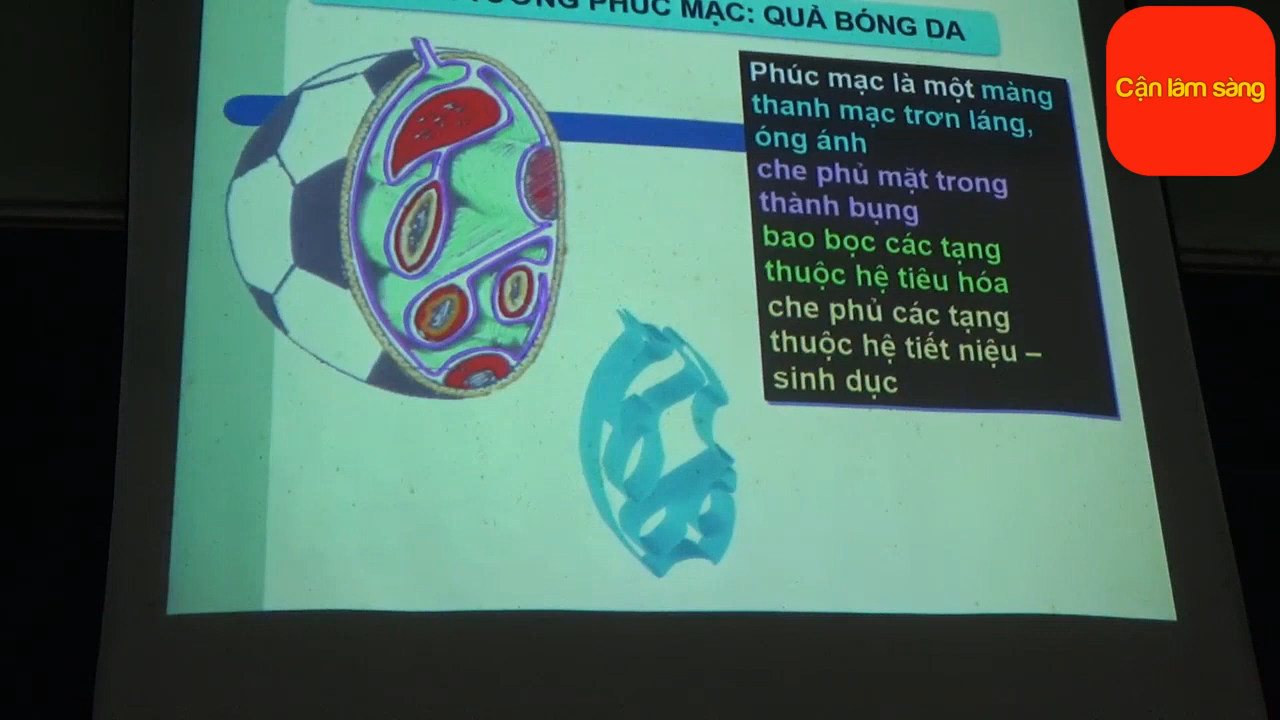 PHÚC MẠC: QUẢ BÓNG DA
Phúc mạc là một màng
thanh mạc trơn láng,
óng ánh
che phủ mặt trong
thành bụng
bao bọc các tạng
thuộc hệ tiêu hóa
che phủ các tạng
thuộc hệ tiết niệu –
sinh dục
Cận lâm sàng